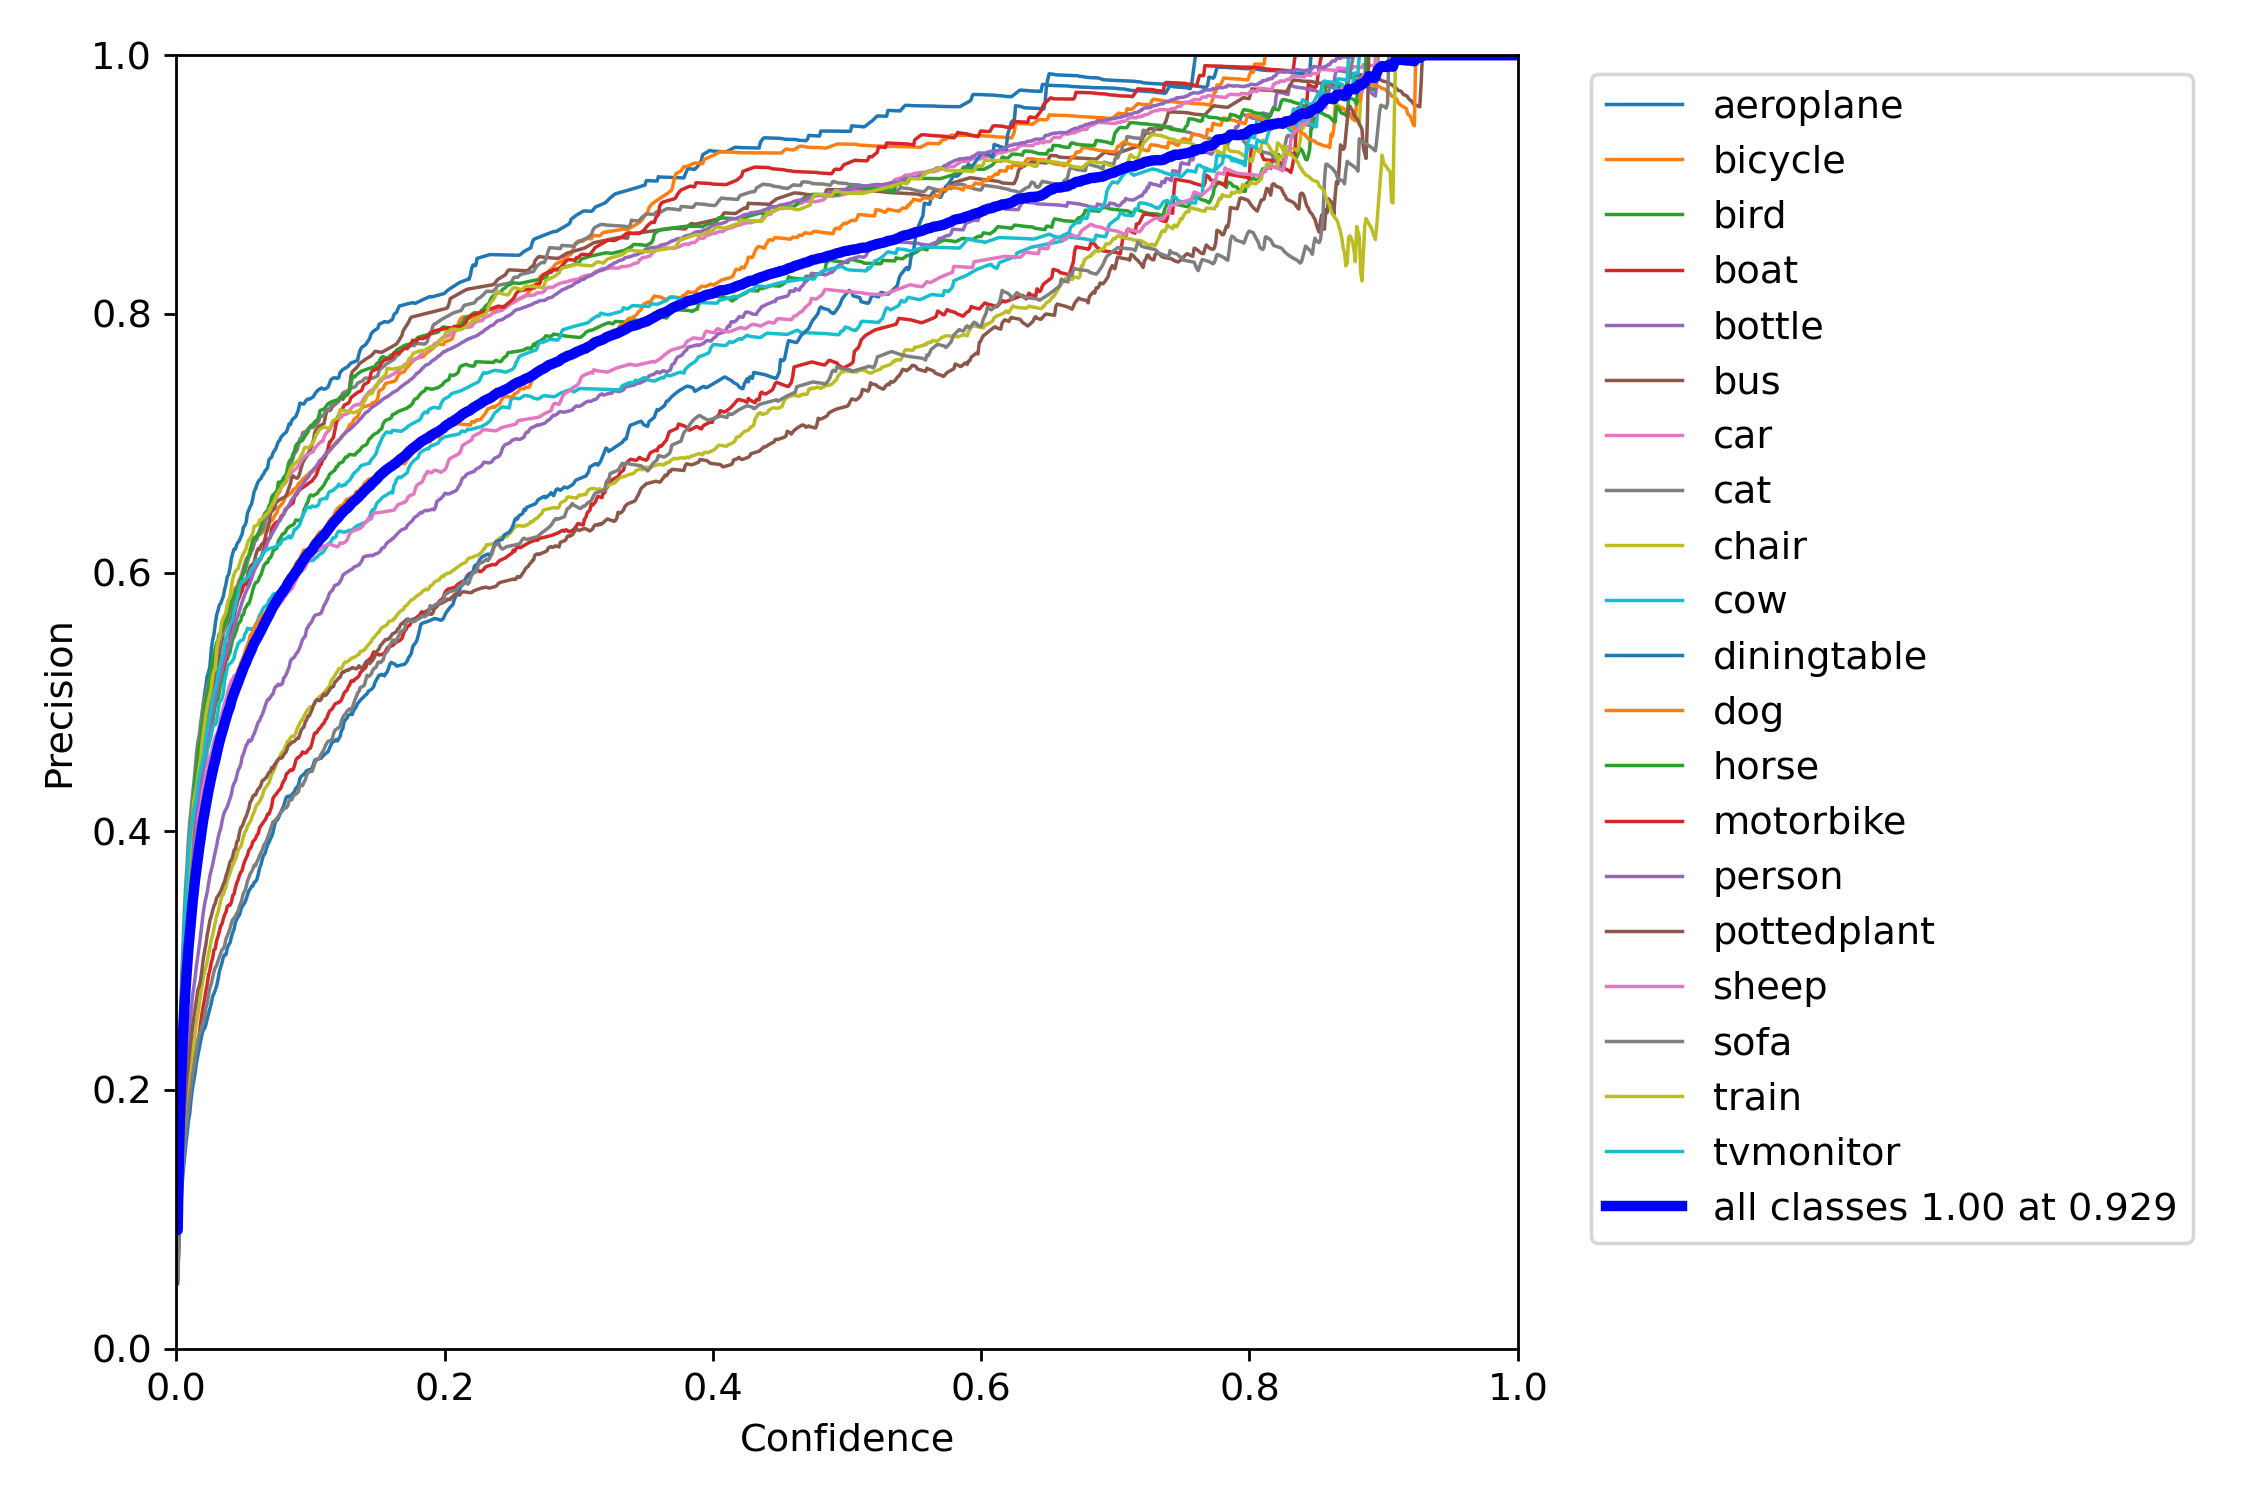 1.0
0.8
0.6
0.4
0.2
0.0
Precision
0.0 0.2 0.4 0.6 0.8 1.0
Confidence
aeroplane
bicycle
bird
boat
bottle
bus
car
cat
chair
cow
diningtable
dog
horse
motorbike
person
pottedplant
sheep
sofa
train
tvmonitor
all classes 1.00 at 0.929